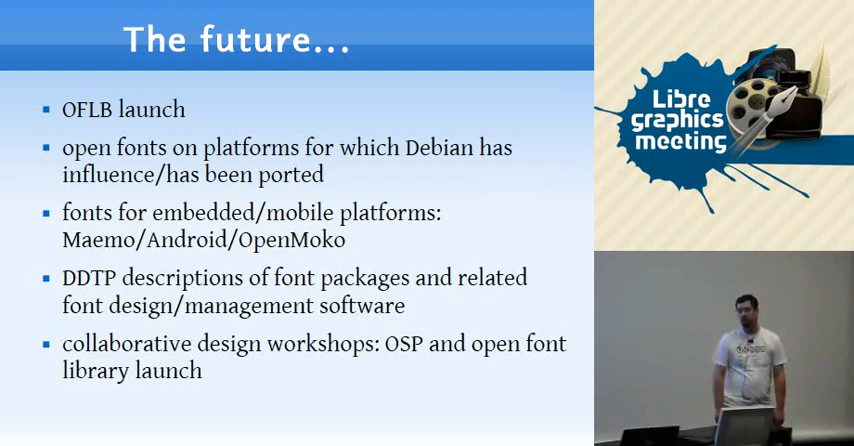 The future...
OFLB launch
open fonts on platforms for which Debian has
influence/has been ported
fonts for embedded/mobile platforms:
Maemo/Android/OpenMoko
DDTP descriptions of font packages and related
font design/management software
collaborative design workshops: OSP and open font
library launch
Libre
graphics
meeting